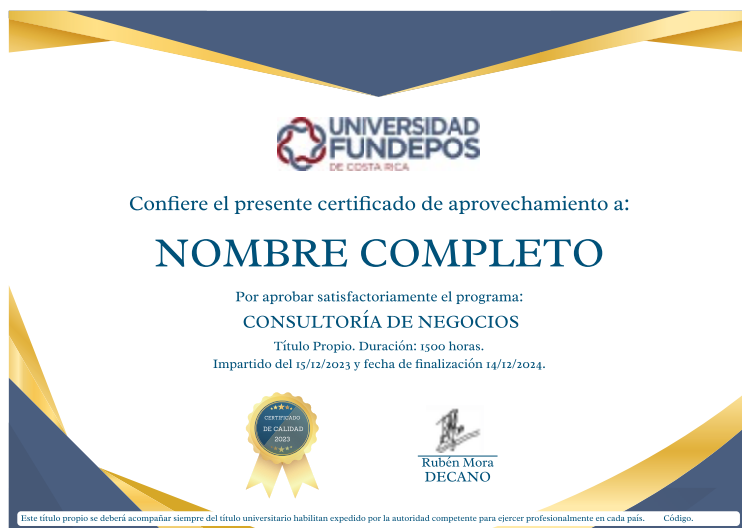 UNIVERSIDAD
FUNDEPOS
DE COSTA RICA
Confiere el presente certificado de aprovechamiento a:
NOMBRE COMPLETO
Por aprobar satisfactoriamente el programa:
CONSULTORÍA DE NEGOCIOS
Título Propio. Duración: 1500 horas.
Impartido del 15/12/2023 y fecha de finalización 14/12/2024.
CERTIFICADO
DE CALIDAD
2023
Rubén Mora
DECANO
Este título propio se deberá acompañar siempre del título universitario habilitan expedido por la autoridad competente para ejercer profesionalmente en cada país. Código.